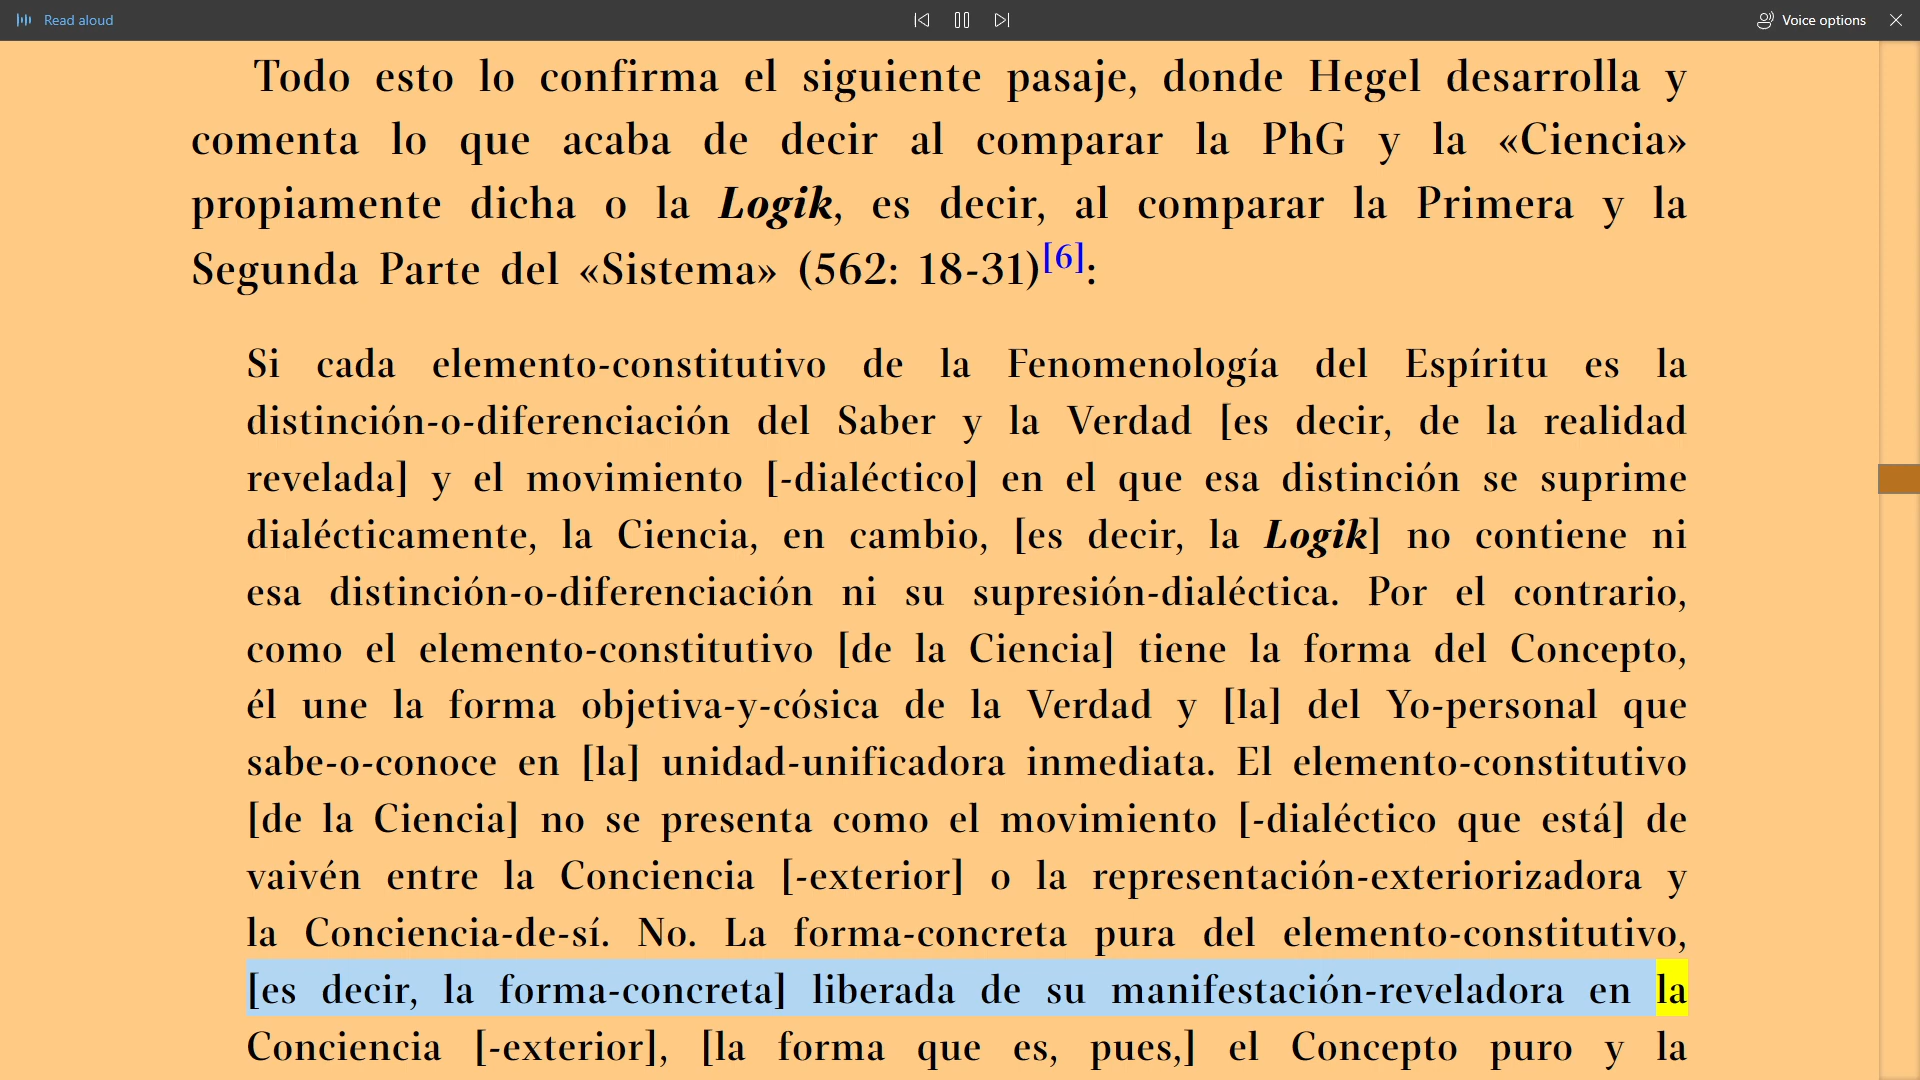 Read aloud
Voice options
Todo esto lo confirma el siguiente pasaje, donde Hegel desarrolla y
comenta lo que acaba de decir al comparar la PhG y la «Ciencia»
propiamente dicha o la Logik, es decir, al comparar la Primera y la
Segunda Parte del «Sistema» (562: 18-31)[6]:
Si cada elemento-constitutivo de la Fenomenología del Espíritu es la
distinción-o-diferenciación del Saber y la Verdad [es decir, de la realidad
revelada] y el movimiento [-dialéctico] en el que esa distinción se suprime
dialécticamente, la Ciencia, en cambio, [es decir, la Logik] no contiene ni
esa distinción-o-diferenciación ni su supresión-dialéctica. Por el contrario,
como el elemento-constitutivo [de la Ciencia] tiene la forma del Concepto,
él une la forma objetiva-y-cósica de la Verdad y [la] del Yo-personal que
sabe-o-conoce en [la] unidad-unificadora inmediata. El elemento-constitutivo
[de la Ciencia] no se presenta como el movimiento [-dialéctico que está] de
vaivén entre la Conciencia [-exterior] o la representación-exteriorizadora y
la Conciencia-de-sí. No. La forma-concreta pura del elemento-constitutivo,
[es decir, la forma-concreta] liberada de su manifestación-reveladora en la
Conciencia [-exterior], [la forma que es, pues,] el Concepto puro y la